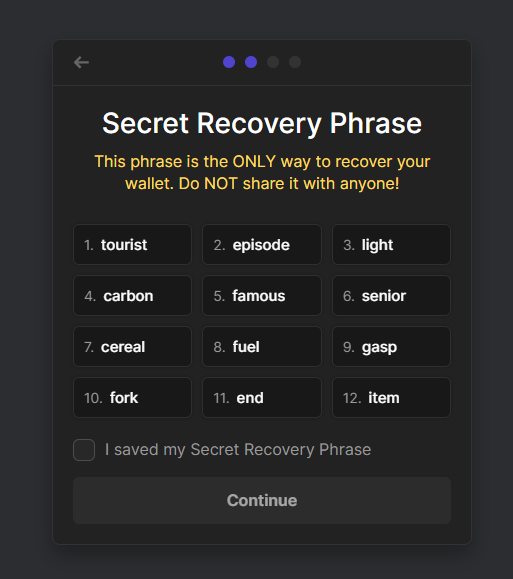 Secret Recovery Phrase
This phrase is the ONLY way to recover your
wallet. Do NOT share it with anyone!
1. tourist 2. episode 3. light
4. carbon 5. famous 6. senior
7. cereal 8. fuel 9. gasp
10. fork 11. end 12. item
I saved my Secret Recovery Phrase
Continue